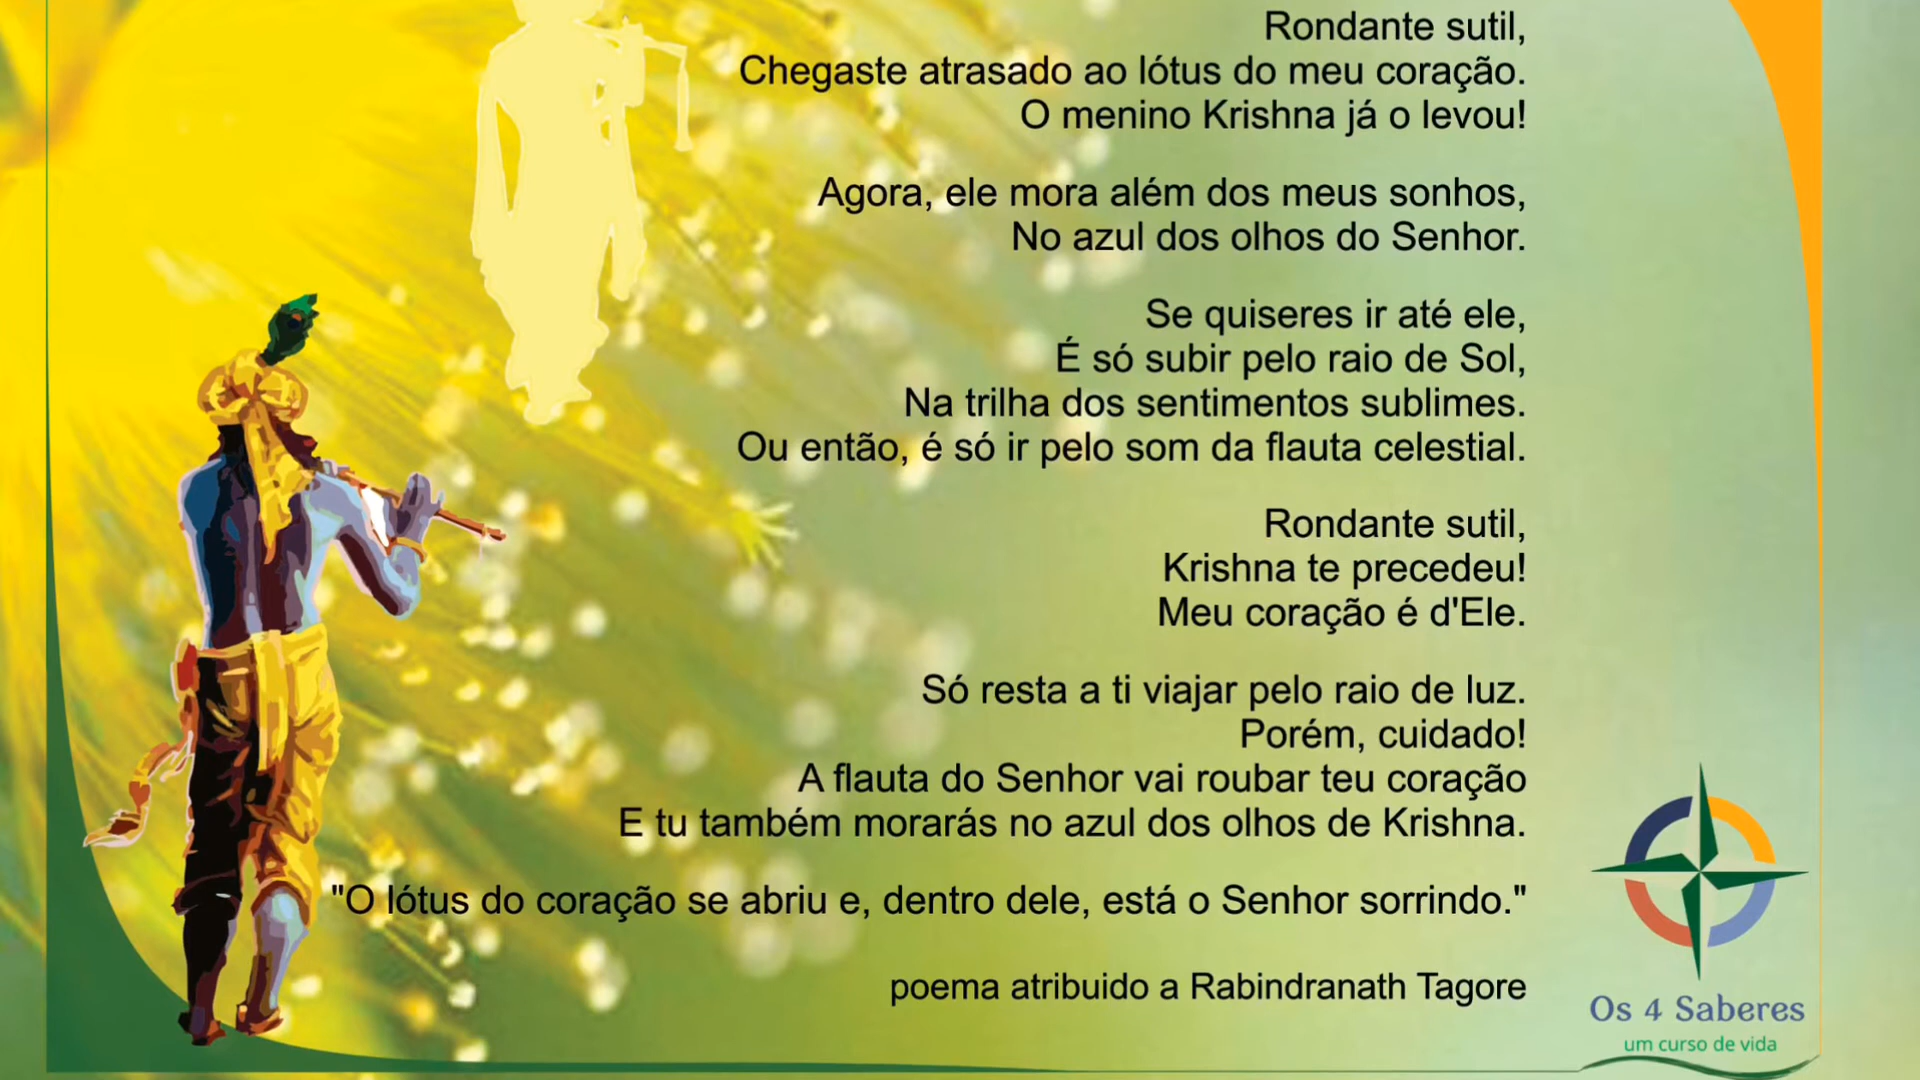 Rondante sutil,
Chegaste atrasado ao lótus do meu coração.
O menino Krishna já o levou!
Agora, ele mora além dos meus sonhos,
No azul dos olhos do Senhor.
Se quiseres ir até ele,
É só subir pelo raio de Sol,
Na trilha dos sentimentos sublimes.
Ou então, é só ir pelo som da flauta celestial.
Rondante sutil,
Krishna te precedeu!
Meu coração é d'Ele.
Só resta a ti viajar pelo raio de luz.
Porém, cuidado!
A flauta do Senhor vai roubar teu coração
E tu também morarás no azul dos olhos de Krishna.
"O lótus do coração se abriu e, dentro dele, está o Senhor sorrindo."
poema atribuido a Rabindranath Tagore
Os 4 Saberes
um curso de vida